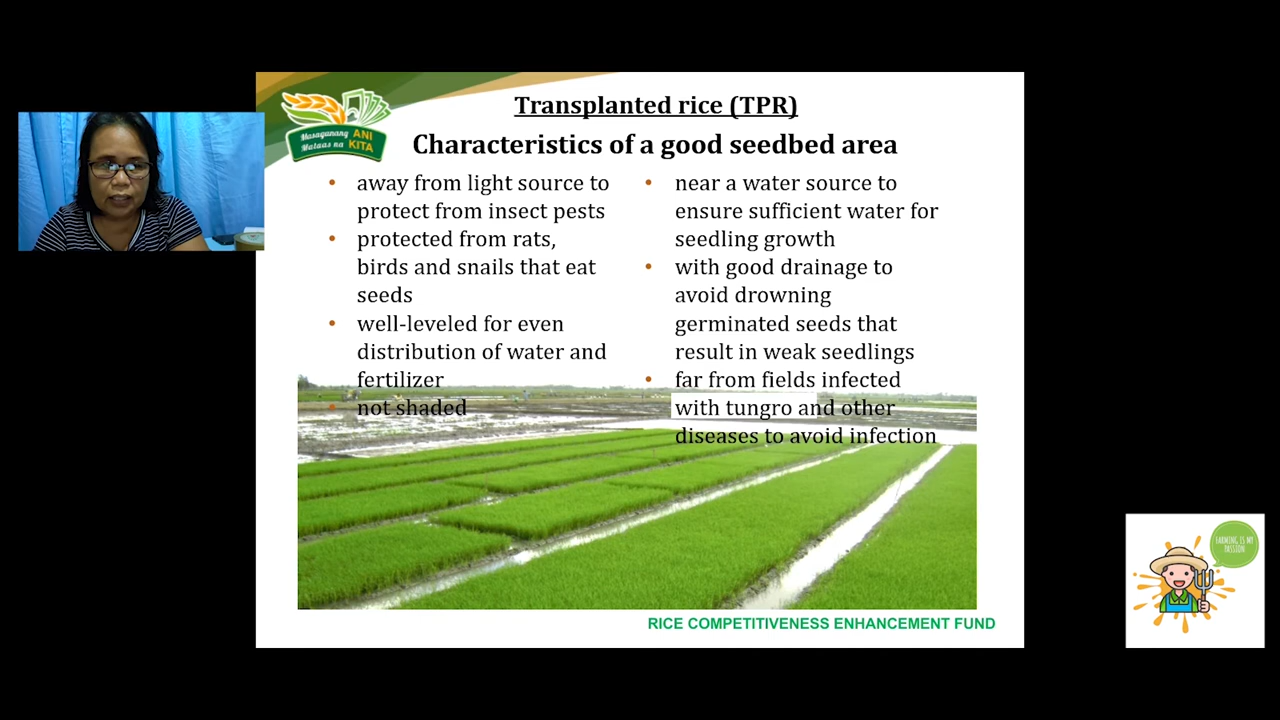 Transplanted rice (TPR)
Masaganang ANI
Mataas na KITA
Characteristics of a good seedbed area
• away from light source to
protect from insect pests
• protected from rats,
birds and snails that eat
seeds
• well-leveled for even
distribution of water and
fertilizer
• not shaded
• near a water source to
ensure sufficient water for
seedling growth
• with good drainage to
avoid drowning
germinated seeds that
result in weak seedlings
• far from fields infected
with tungro and other
diseases to avoid infection
FARMING IS MY
PASSION
RICE COMPETITIVENESS ENHANCEMENT FUND